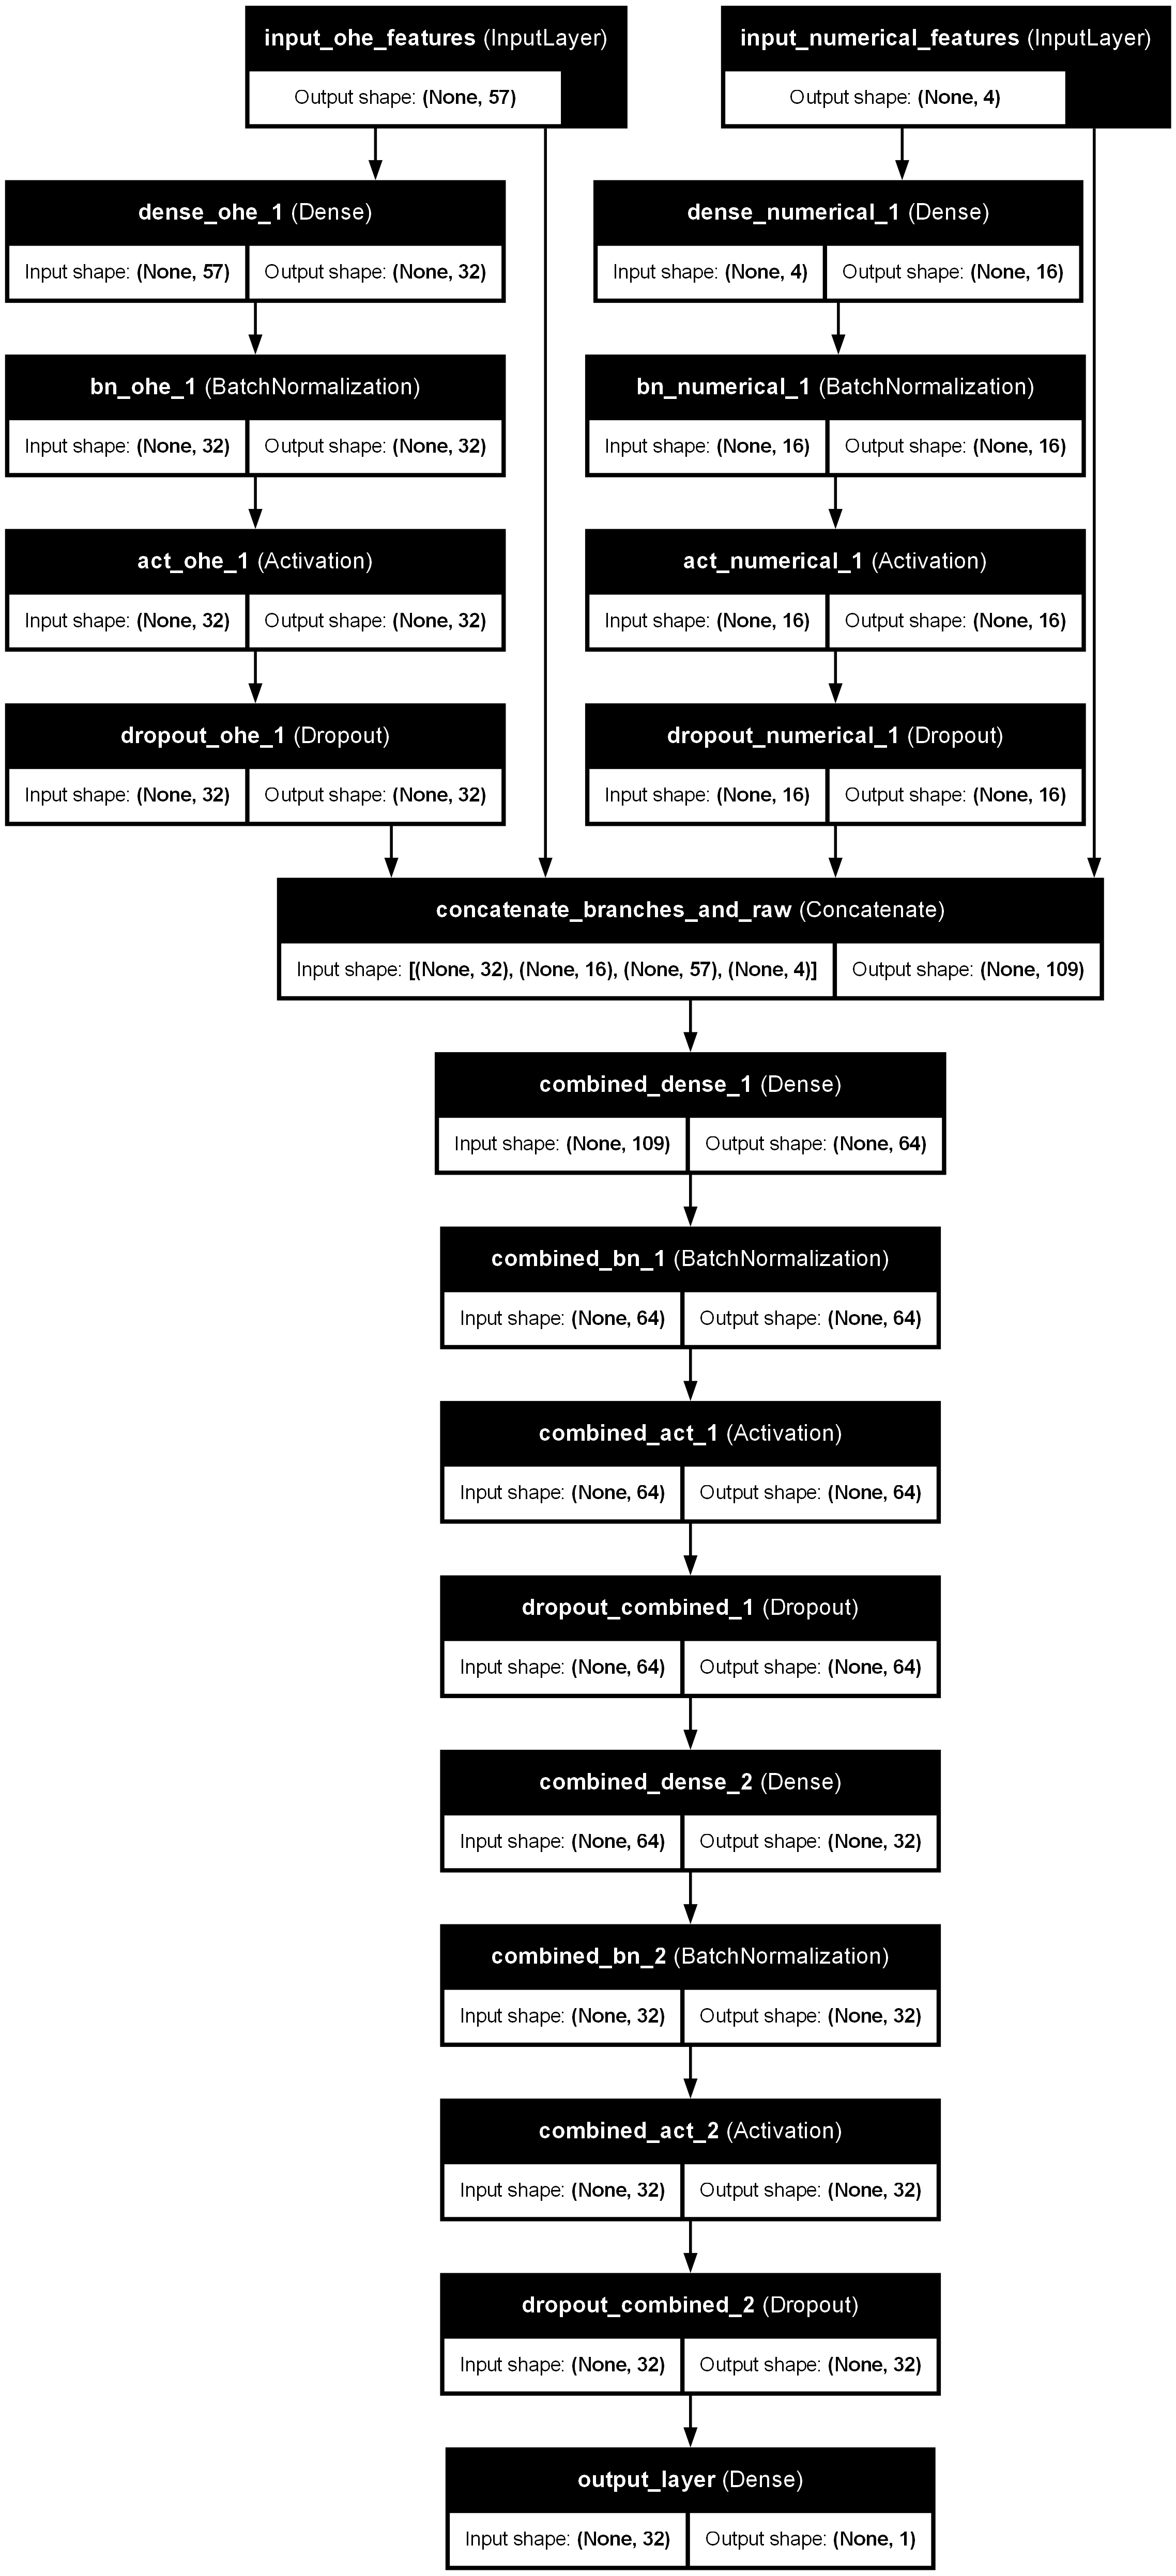 input_ohe_features (InputLayer)
input_numerical_features (InputLayer)
Output shape: (None, 57)
Output shape: (None, 4)
dense_ohe_1 (Dense)
dense_numerical_1 (Dense)
Input shape: (None, 57) Output shape: (None, 32)
Input shape: (None, 4) Output shape: (None, 16)
bn_ohe_1 (BatchNormalization)
bn_numerical_1 (BatchNormalization)
Input shape: (None, 32) Output shape: (None, 32)
Input shape: (None, 16) Output shape: (None, 16)
act_ohe_1 (Activation)
act_numerical_1 (Activation)
Input shape: (None, 32) Output shape: (None, 32)
Input shape: (None, 16) Output shape: (None, 16)
dropout_ohe_1 (Dropout)
dropout_numerical_1 (Dropout)
Input shape: (None, 32) Output shape: (None, 32)
Input shape: (None, 16) Output shape: (None, 16)
concatenate_branches_and_raw (Concatenate)
Input shape: [(None, 32), (None, 16), (None, 57), (None, 4)] Output shape: (None, 109)
combined_dense_1 (Dense)
Input shape: (None, 109) Output shape: (None, 64)
combined_bn_1 (BatchNormalization)
Input shape: (None, 64) Output shape: (None, 64)
combined_act_1 (Activation)
Input shape: (None, 64) Output shape: (None, 64)
dropout_combined_1 (Dropout)
Input shape: (None, 64) Output shape: (None, 64)
combined_dense_2 (Dense)
Input shape: (None, 64) Output shape: (None, 32)
combined_bn_2 (BatchNormalization)
Input shape: (None, 32) Output shape: (None, 32)
combined_act_2 (Activation)
Input shape: (None, 32) Output shape: (None, 32)
dropout_combined_2 (Dropout)
Input shape: (None, 32) Output shape: (None, 32)
output_layer (Dense)
Input shape: (None, 32) Output shape: (None, 1)